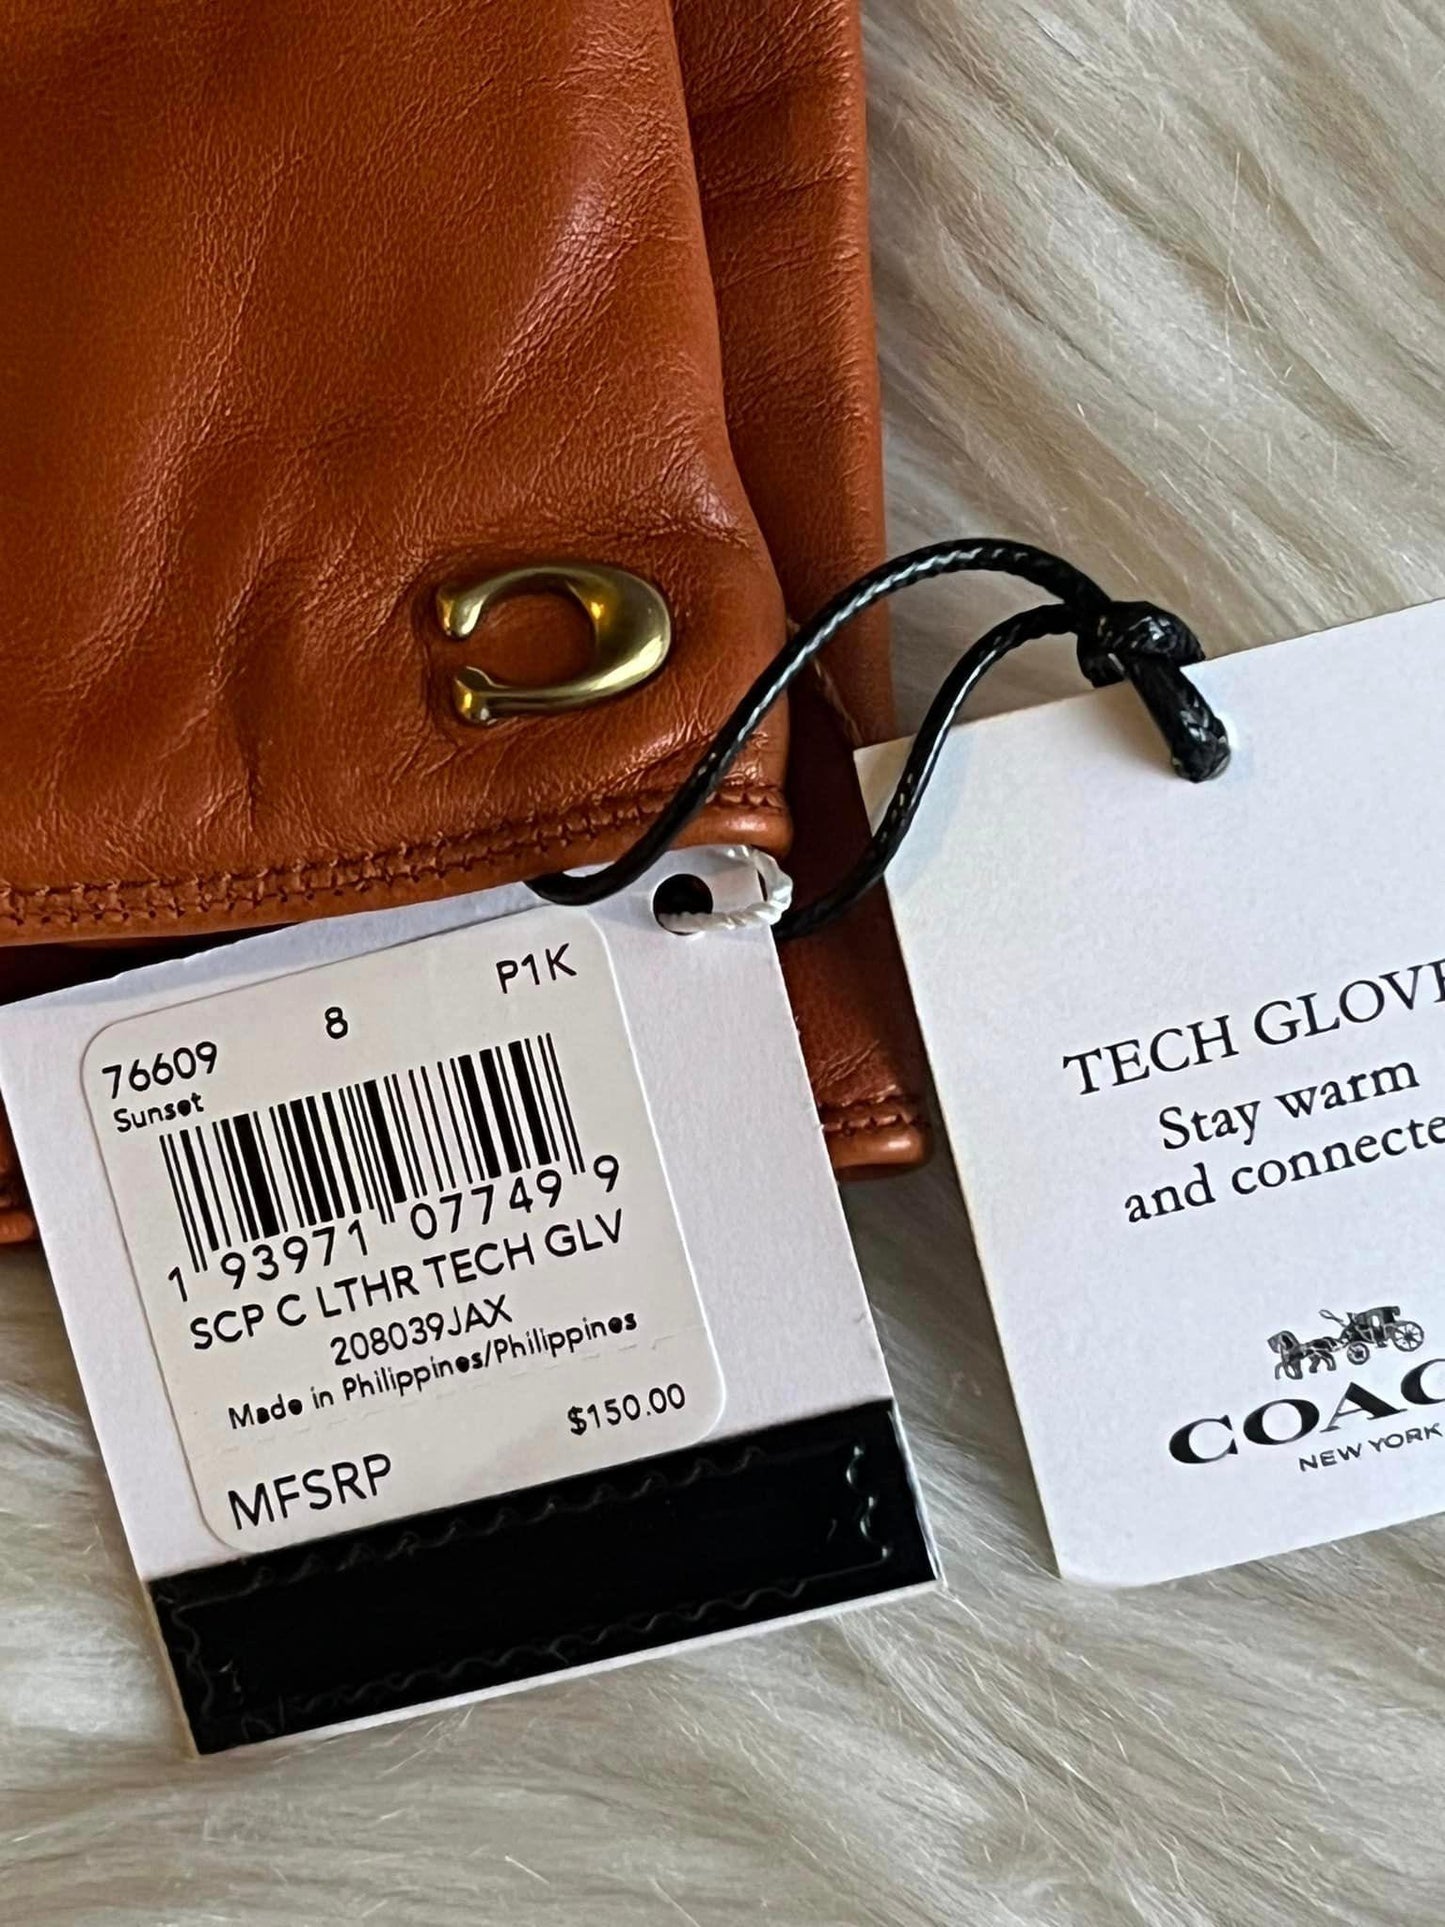 76609 8 P1K
Sunset
1 93971 07749 9
SCP C LTHR TECH GLV
208039JAX
Made in Philippines/Philippines
$150.00
MFSRP
TECH GLOVE
Stay warm
and connecte
COAC
NEW YORK